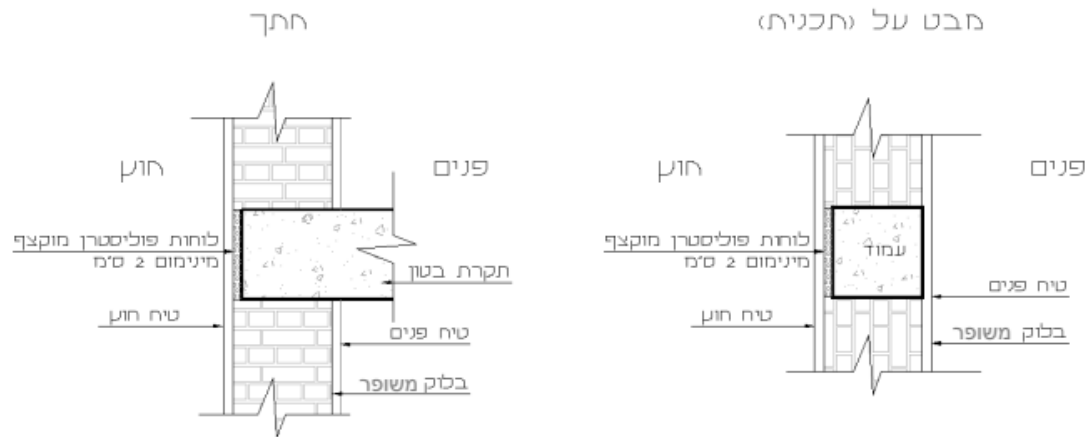 מבט על (תכנית)
חוץ
פנים
לוחות פוליסטרן מוקצף
מינימום 2 ס"מ
עמוד
טיח פנים
טיח חוץ
בלוק משופר
חתך
חוץ
פנים
לוחות פוליסטרן מוקצף
מינימום 2 ס"מ
תקרת בטון
טיח חוץ
טיח פנים
בלוק משופר